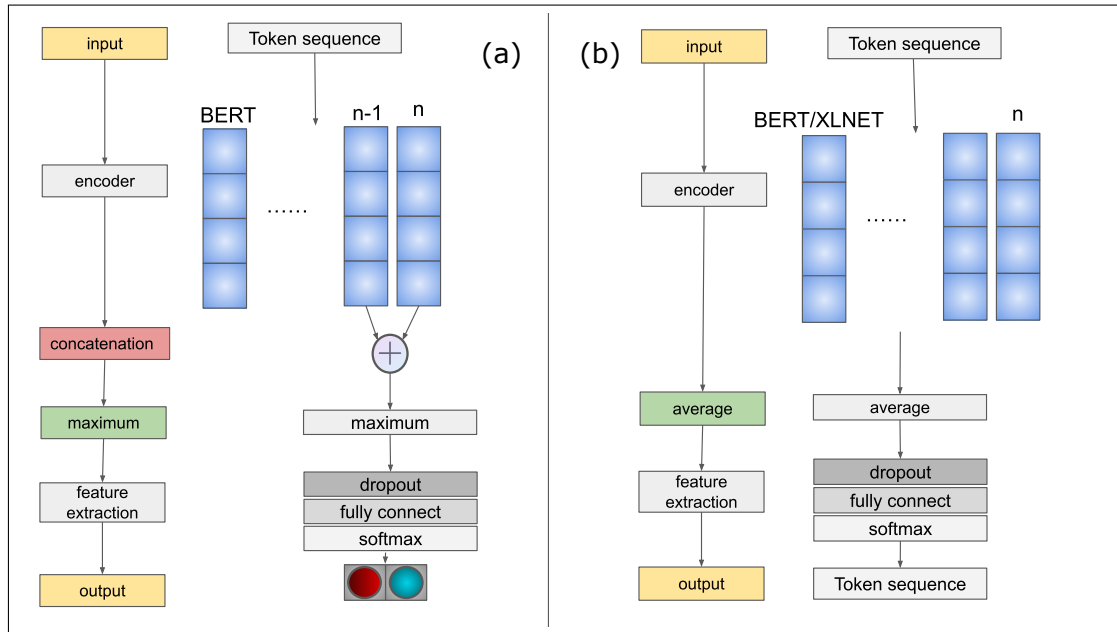 input
Token sequence
(a)
BERT
n-1
n
encoder
......
concatenation
maximum
maximum
feature
extraction
dropout
fully connect
softmax
output
(b)
input
Token sequence
BERT/XLNET
n
encoder
......
average
average
feature
extraction
dropout
fully connect
softmax
output
Token sequence